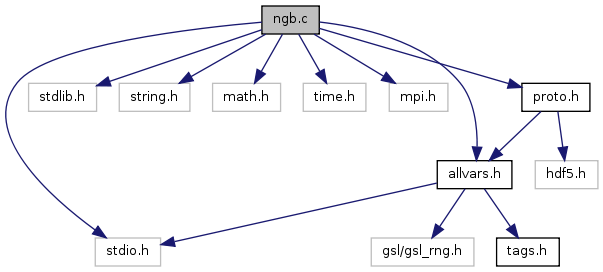 ngb.c
stdlib.h
string.h
math.h
time.h
mpi.h
proto.h
allvars.h
hdf5.h
stdio.h
gsl/gsl_rng.h
tags.h